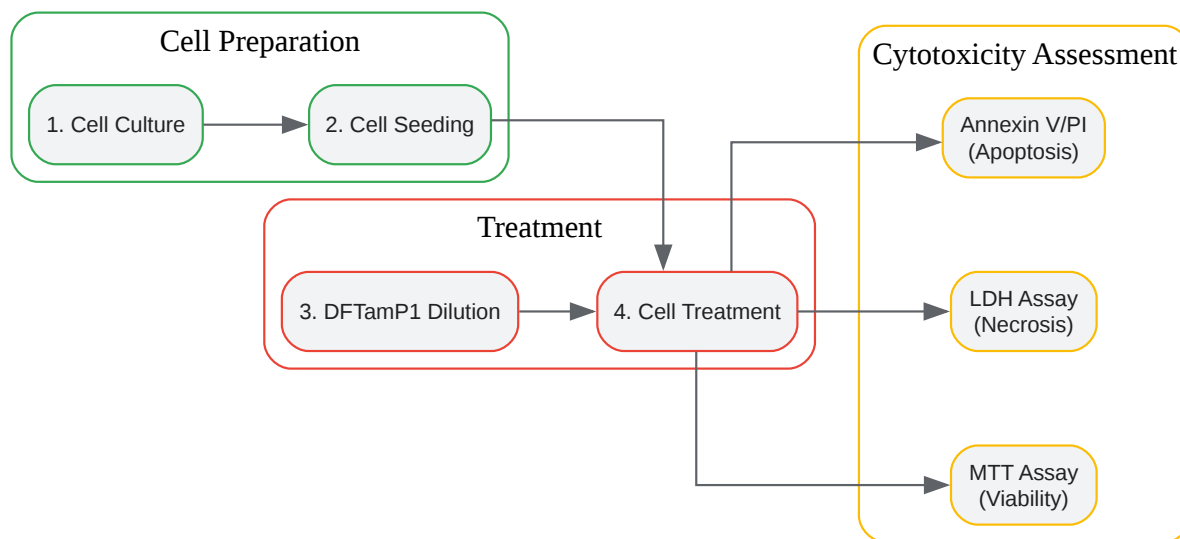 Cell Preparation
1. Cell Culture
2. Cell Seeding
Treatment
3. DFTamP1 Dilution
4. Cell Treatment
Cytotoxicity Assessment
Annexin V/PI
(Apoptosis)
LDH Assay
(Necrosis)
MTT Assay
(Viability)